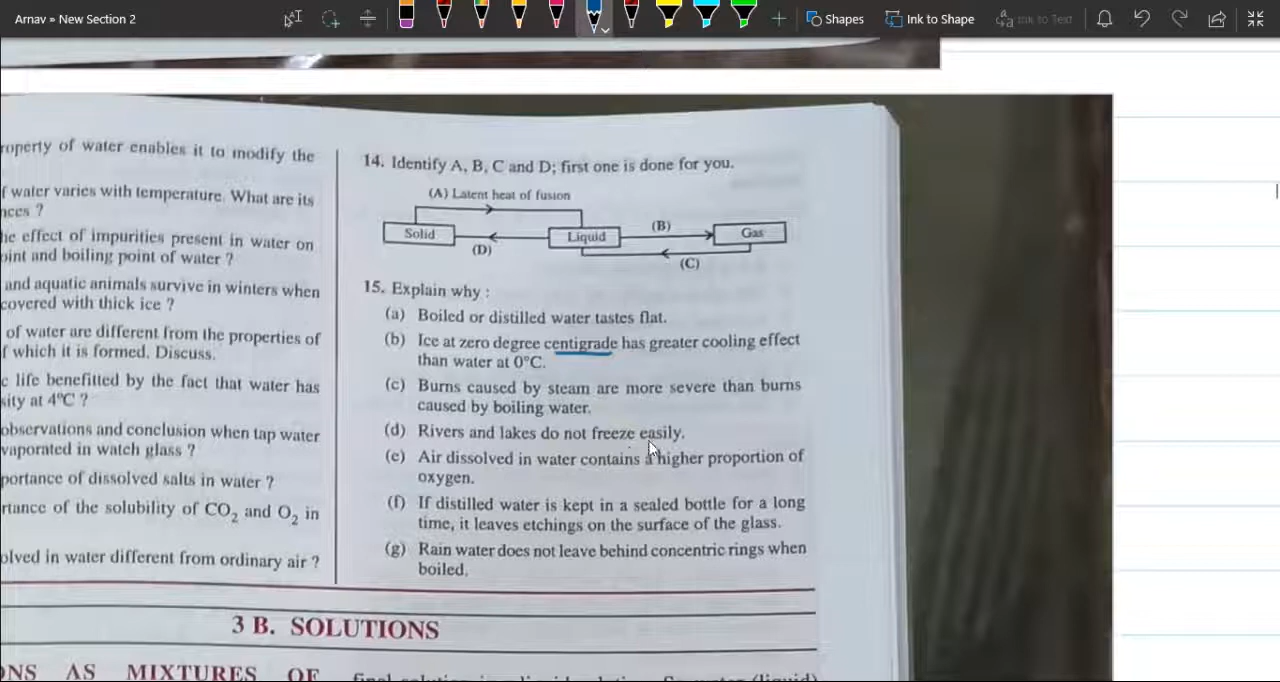 Arnav » New Section 2
Shapes
Ink to Shape
Ink to Text
roperty of water enables it to modify the
f water varies with temperature. What are its
nces ?
he effect of impurities present in water on
oint and boiling point of water ?
and aquatic animals survive in winters when
covered with thick ice ?
of water are different from the properties of
f which it is formed. Discuss.
c life benefitted by the fact that water has
sity at 4°C ?
observations and conclusion when tap water
vaporated in watch glass ?
portance of dissolved salts in water ?
rtance of the solubility of CO₂ and O₂ in
olved in water different from ordinary air ?
14. Identify A, B, C and D; first one is done for you.
(A) Latent heat of fusion
Solid
Liquid
Gas
(B)
(D)
(C)
15. Explain why :
(a) Boiled or distilled water tastes flat.
(b) Ice at zero degree centigrade has greater cooling effect
than water at 0°C.
(c) Burns caused by steam are more severe than burns
caused by boiling water.
(d) Rivers and lakes do not freeze easily.
(e) Air dissolved in water contains a higher proportion of
oxygen.
(f) If distilled water is kept in a sealed bottle for a long
time, it leaves etchings on the surface of the glass.
(g) Rain water does not leave behind concentric rings when
boiled.
3 B. SOLUTIONS
ONS AS MIXTURES OF